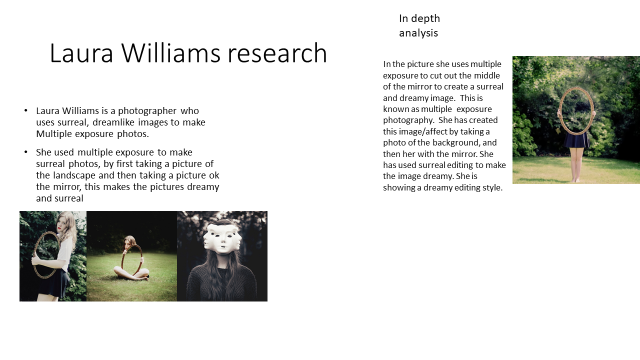 Laura Williams research
Laura Williams is a photographer who
uses surreal, dreamlike images to make
Multiple exposure photos.
She used multiple exposure to make
surreal photos, by first taking a picture of
the landscape and then taking a picture ok
the mirror, this makes the pictures dreamy
and surreal
In depth
analysis
In the picture she uses multiple
exposure to cut out the middle
of the mirror to create a surreal
and dreamy image. This is
known as multiple exposure
photography. She has created
this image/affect by taking a
photo of the background, and
then her with the mirror. She
has used surreal editing to make
the image dreamy. She is
showing a dreamy editing style.